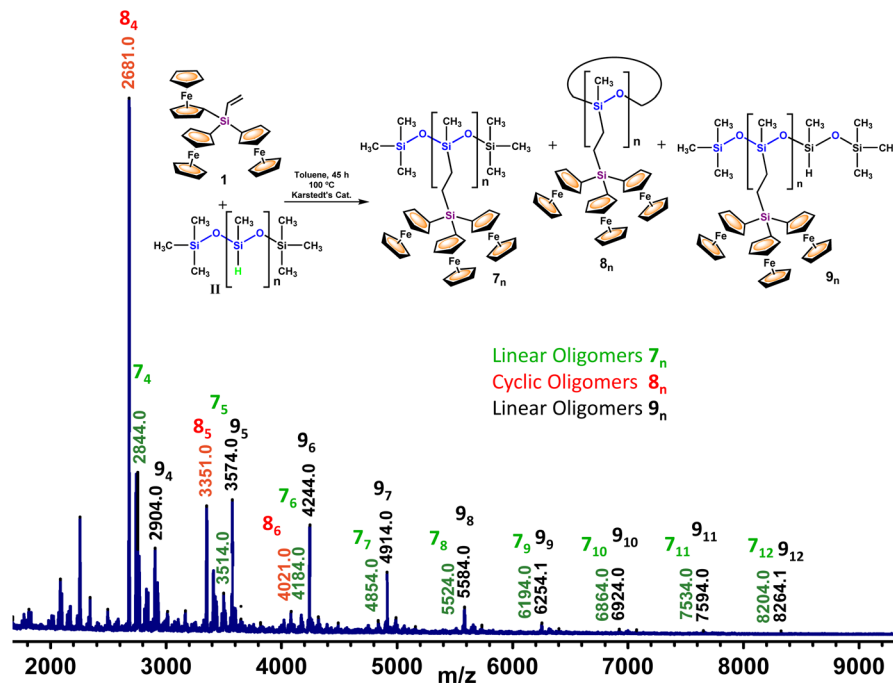 8₄
2681.0
Fe
Si
Fe
Fe
1
+
CH₃
CH₃
CH₃
H₃C
Si
O
Si
O
Si
CH₃
CH₃
H
CH₃
n
II
Toluene, 45 h
100 ºC
Karstedt's Cat.
CH₃
CH₃
CH₃
H₃C
Si
O
Si
O
Si
CH₃
CH₃
CH₃
n
Si
Fe
Fe
Fe
7ₙ
+
CH₃
Si
O
n
Si
Fe
Fe
Fe
8ₙ
+
CH₃
CH₃
CH₃
CH₃
H₃C
Si
O
Si
O
Si
O
Si
CH₃
CH₃
H
CH₃
n
Si
Fe
Fe
Fe
9ₙ
Linear Oligomers 7ₙ
Cyclic Oligomers 8ₙ
Linear Oligomers 9ₙ
7₄
2844.0
9₄
2904.0
8₅
3351.0
7₅
3514.0
9₅
3574.0
8₆
4021.0
7₆
4184.0
9₆
4244.0
7₇
4854.0
9₇
4914.0
7₈
5524.0
9₈
5584.0
7₉
6194.0
9₉
6254.1
7₁₀
6864.0
9₁₀
6924.0
7₁₁
7534.0
9₁₁
7594.0
7₁₂
8204.0
9₁₂
8264.1
2000 3000 4000 5000 6000 7000 8000 9000
m/z